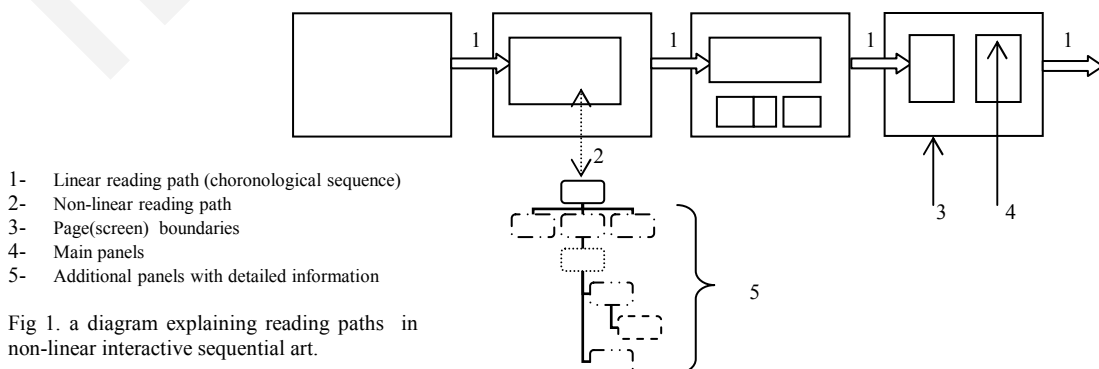 1
1
1
1
2
3
4
5
1- Linear reading path (choronological sequence)
2- Non-linear reading path
3- Page(screen) boundaries
4- Main panels
5- Additional panels with detailed information
Fig 1. a diagram explaining reading paths in
non-linear interactive sequential art.